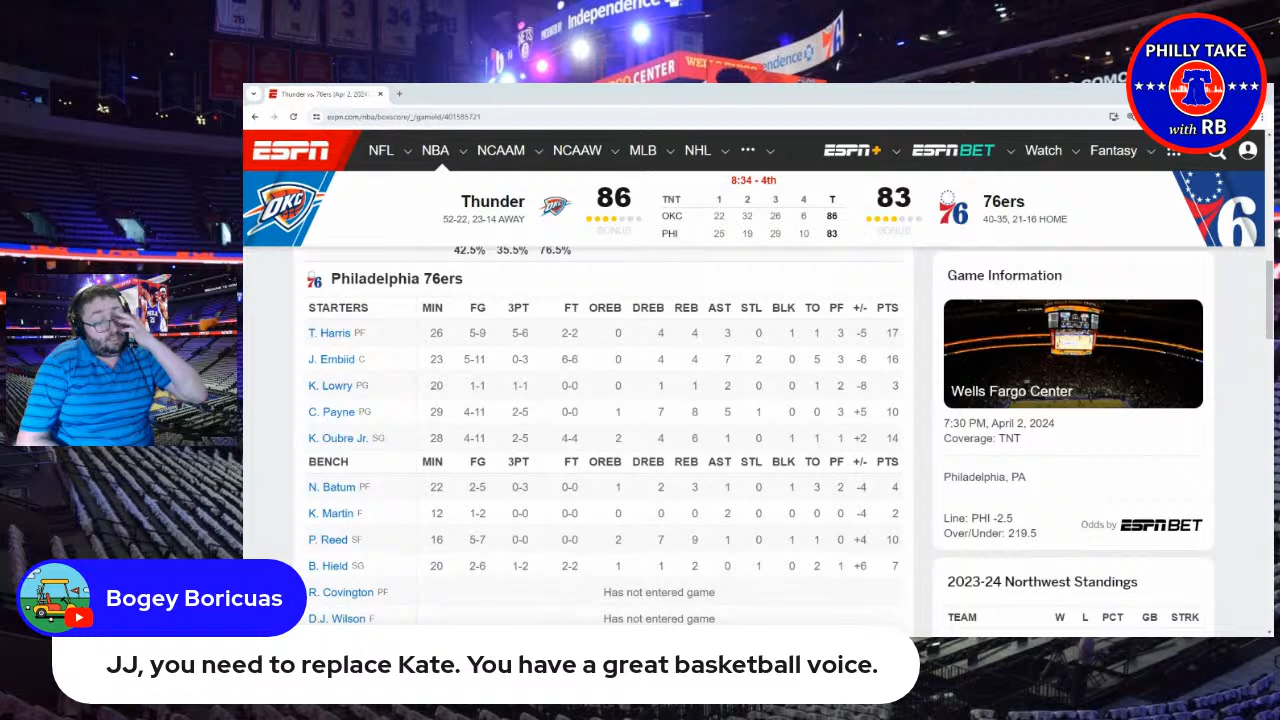 Independence
CENTER
PHILLY TAKE
with RB
Thunder vs. 76ers (Apr 2, 2024)
espn.com/nba/boxscore/_/gameId/401585721
ESPN NFL NBA NCAAM NCAAW MLB NHL ••• ESPN+ ESPNBET Watch Fantasy
8:34 - 4th
OKC Thunder 86 TNT 1 2 3 4 T 83 76 76ers
52-22, 23-14 AWAY OKC 22 32 26 6 86 40-35, 21-16 HOME
BONUS PHI 25 19 29 10 83 BONUS
42.5% 35.5% 76.5%
76 Philadelphia 76ers
STARTERS MIN FG 3PT FT OREB DREB REB AST STL BLK TO PF +/- PTS
T. Harris PF 26 5-9 5-6 2-2 0 4 4 3 0 1 1 3 -5 17
J. Embiid C 23 5-11 0-3 6-6 0 4 4 7 2 0 5 3 -6 16
K. Lowry PG 20 1-1 1-1 0-0 0 1 1 2 0 0 1 2 -8 3
C. Payne PG 29 4-11 2-5 0-0 1 7 8 5 1 0 0 3 +5 10
K. Oubre Jr. SG 28 4-11 2-5 4-4 2 4 6 1 0 1 1 1 +2 14
BENCH MIN FG 3PT FT OREB DREB REB AST STL BLK TO PF +/- PTS
N. Batum PF 22 2-5 0-3 0-0 1 2 3 1 0 1 3 2 -4 4
K. Martin F 12 1-2 0-0 0-0 0 0 0 2 0 0 0 0 -4 2
P. Reed SF 16 5-7 0-0 0-0 2 7 9 0 0 1 1 0 +4 10
B. Hield SG 20 2-6 1-2 2-2 1 1 2 0 1 0 2 1 +6 7
R. Covington PF Has not entered game
D.J. Wilson F Has not entered game
Game Information
Wells Fargo Center
7:30 PM, April 2, 2024
Coverage: TNT
Philadelphia, PA
Line: PHI -2.5
Over/Under: 219.5
Odds by ESPNBET
2023-24 Northwest Standings
TEAM W L PCT GB STRK
Bogey Boricuas
JJ, you need to replace Kate. You have a great basketball voice.